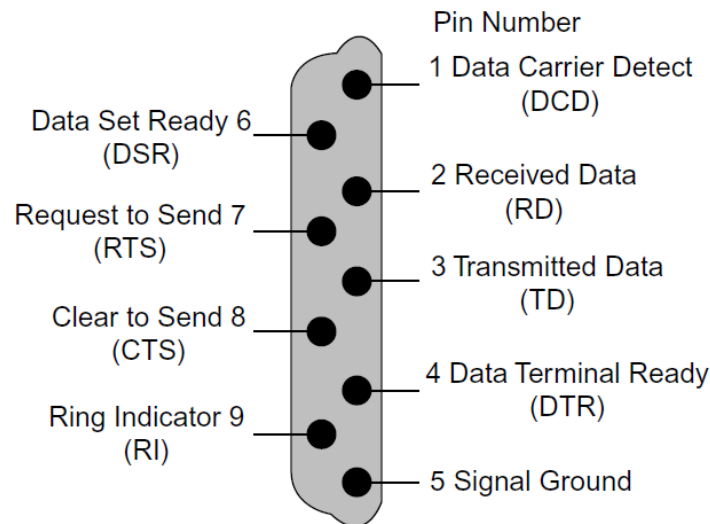 Pin Number
1 Data Carrier Detect
(DCD)
Data Set Ready 6
(DSR)
2 Received Data
(RD)
Request to Send 7
(RTS)
3 Transmitted Data
(TD)
Clear to Send 8
(CTS)
4 Data Terminal Ready
(DTR)
Ring Indicator 9
(RI)
5 Signal Ground